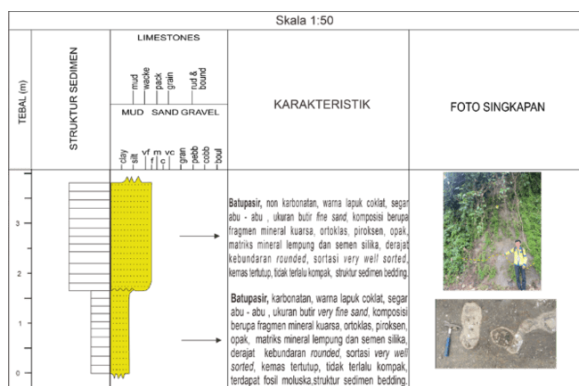 Skala 1:50
TEBAL (m)
STRUKTUR SEDIMEN
LIMESTONES
mud
wacke
pack
grain
rud &
bound
MUD SAND GRAVEL
clay
silt
vf
f
m
c
vc
gran
pebb
cobb
boul
KARAKTERISTIK
FOTO SINGKAPAN
3
2
1
0
Batupasir, non karbonatan, warna lapuk coklat, segar
abu - abu , ukuran butir fine sand, komposisi berupa
fragmen mineral kuarsa, ortoklas, piroksen, opak,
matriks mineral lempung dan semen silika, derajat
kebundaran rounded, sortasi very well sorted,
kemas tertutup, tidak terlalu kompak, struktur sedimen bedding.
Batupasir, karbonatan, warna lapuk coklat, segar
abu - abu , ukuran butir very fine sand, komposisi
berupa fragmen mineral kuarsa, ortoklas, piroksen,
opak, matriks mineral lempung dan semen silika,
derajat kebundaran rounded, sortasi very well
sorted, kemas tertutup, tidak terlalu kompak,
terdapat fosil moluska,struktur sedimen bedding.